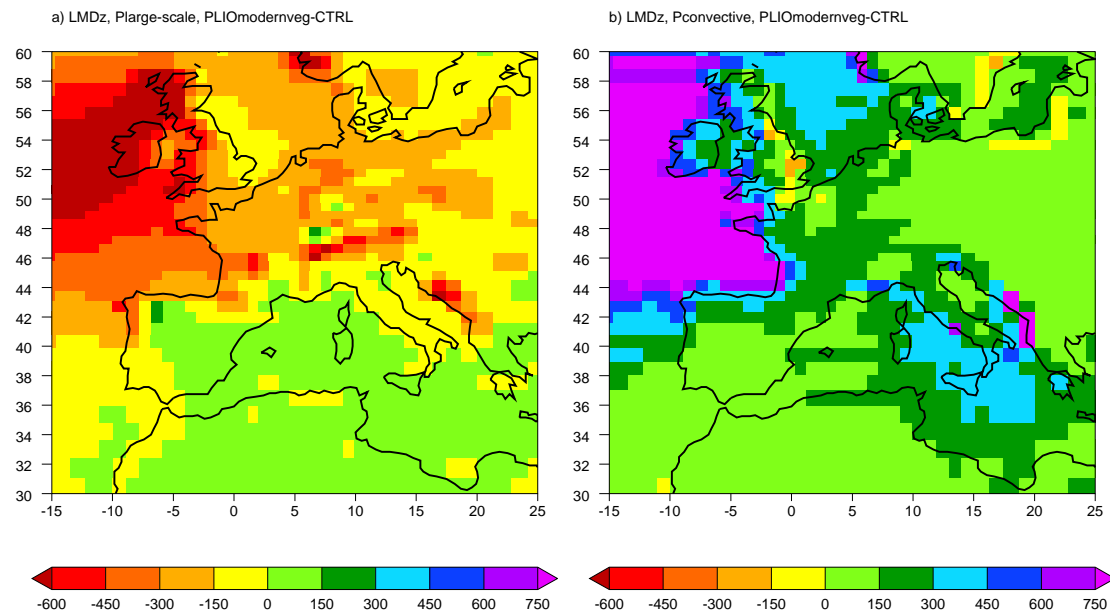 a) LMDz, Plarge-scale, PLIOmodernveg-CTRL
b) LMDz, Pconvective, PLIOmodernveg-CTRL
60 58 56 54 52 50 48 46 44 42 40 38 36 34 32 30
-15 -10 -5 0 5 10 15 20 25
60 58 56 54 52 50 48 46 44 42 40 38 36 34 32 30
-15 -10 -5 0 5 10 15 20 25
-600 -450 -300 -150 0 150 300 450 600 750
-600 -450 -300 -150 0 150 300 450 600 750